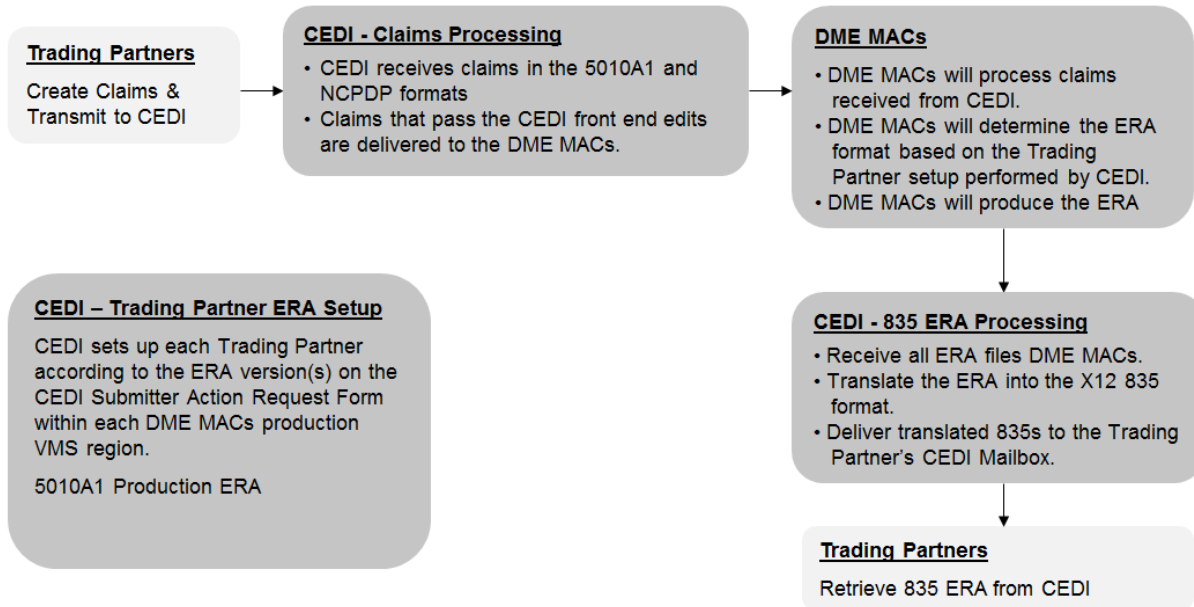 Trading Partners
Create Claims &
Transmit to CEDI
CEDI - Claims Processing
• CEDI receives claims in the 5010A1 and
NCPDP formats
• Claims that pass the CEDI front end edits
are delivered to the DME MACs.
DME MACs
• DME MACs will process claims
received from CEDI.
• DME MACs will determine the ERA
format based on the Trading
Partner setup performed by CEDI.
• DME MACs will produce the ERA
CEDI – Trading Partner ERA Setup
CEDI sets up each Trading Partner
according to the ERA version(s) on the
CEDI Submitter Action Request Form
within each DME MACs production
VMS region.
5010A1 Production ERA
CEDI - 835 ERA Processing
• Receive all ERA files DME MACs.
• Translate the ERA into the X12 835
format.
• Deliver translated 835s to the Trading
Partner's CEDI Mailbox.
Trading Partners
Retrieve 835 ERA from CEDI